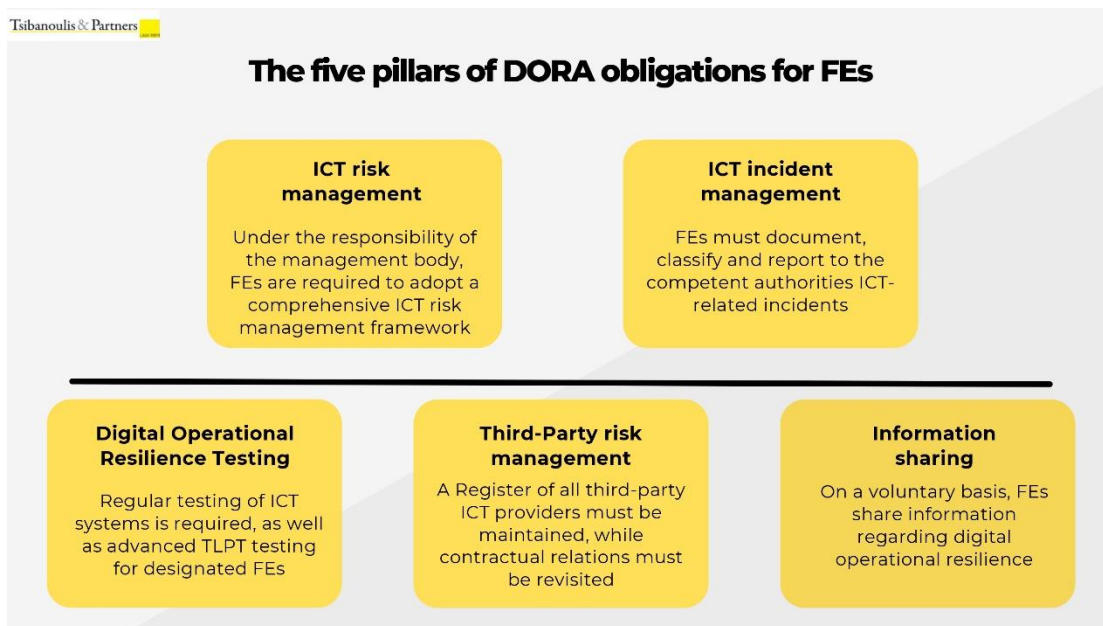 Tsibanoulis & Partners
The five pillars of DORA obligations for FEs
ICT risk
management
Under the responsibility of
the management body,
FEs are required to adopt a
comprehensive ICT risk
management framework
ICT incident
management
FEs must document,
classify and report to the
competent authorities ICT-
related incidents
Digital Operational
Resilience Testing
Regular testing of ICT
systems is required, as well
as advanced TLPT testing
for designated FEs
Third-Party risk
management
A Register of all third-party
ICT providers must be
maintained, while
contractual relations must
be revisited
Information
sharing
On a voluntary basis, FEs
share information
regarding digital
operational resilience